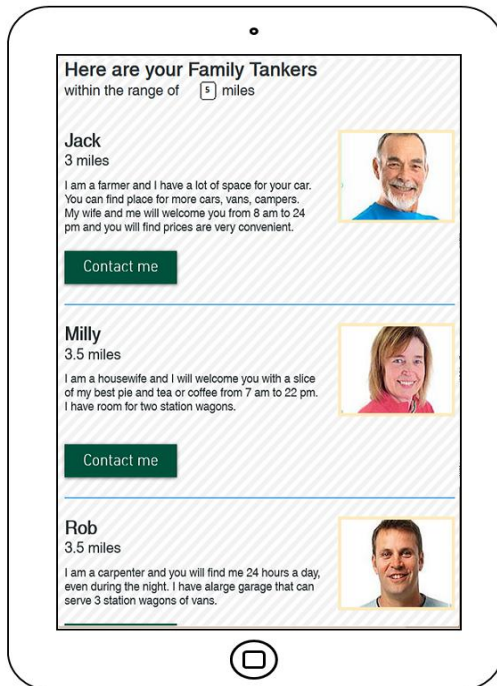 Here are your Family Tankers
within the range of 5 miles
Jack
3 miles
I am a farmer and I have a lot of space for your car.
You can find place for more cars, vans, campers.
My wife and me will welcome you from 8 am to 24
pm and you will find prices are very convenient.
Contact me
Milly
3.5 miles
I am a housewife and I will welcome you with a slice
of my best pie and tea or coffee from 7 am to 22 pm.
I have room for two station wagons.
Contact me
Rob
3.5 miles
I am a carpenter and you will find me 24 hours a day,
even during the night. I have alarge garage that can
serve 3 station wagons of vans.